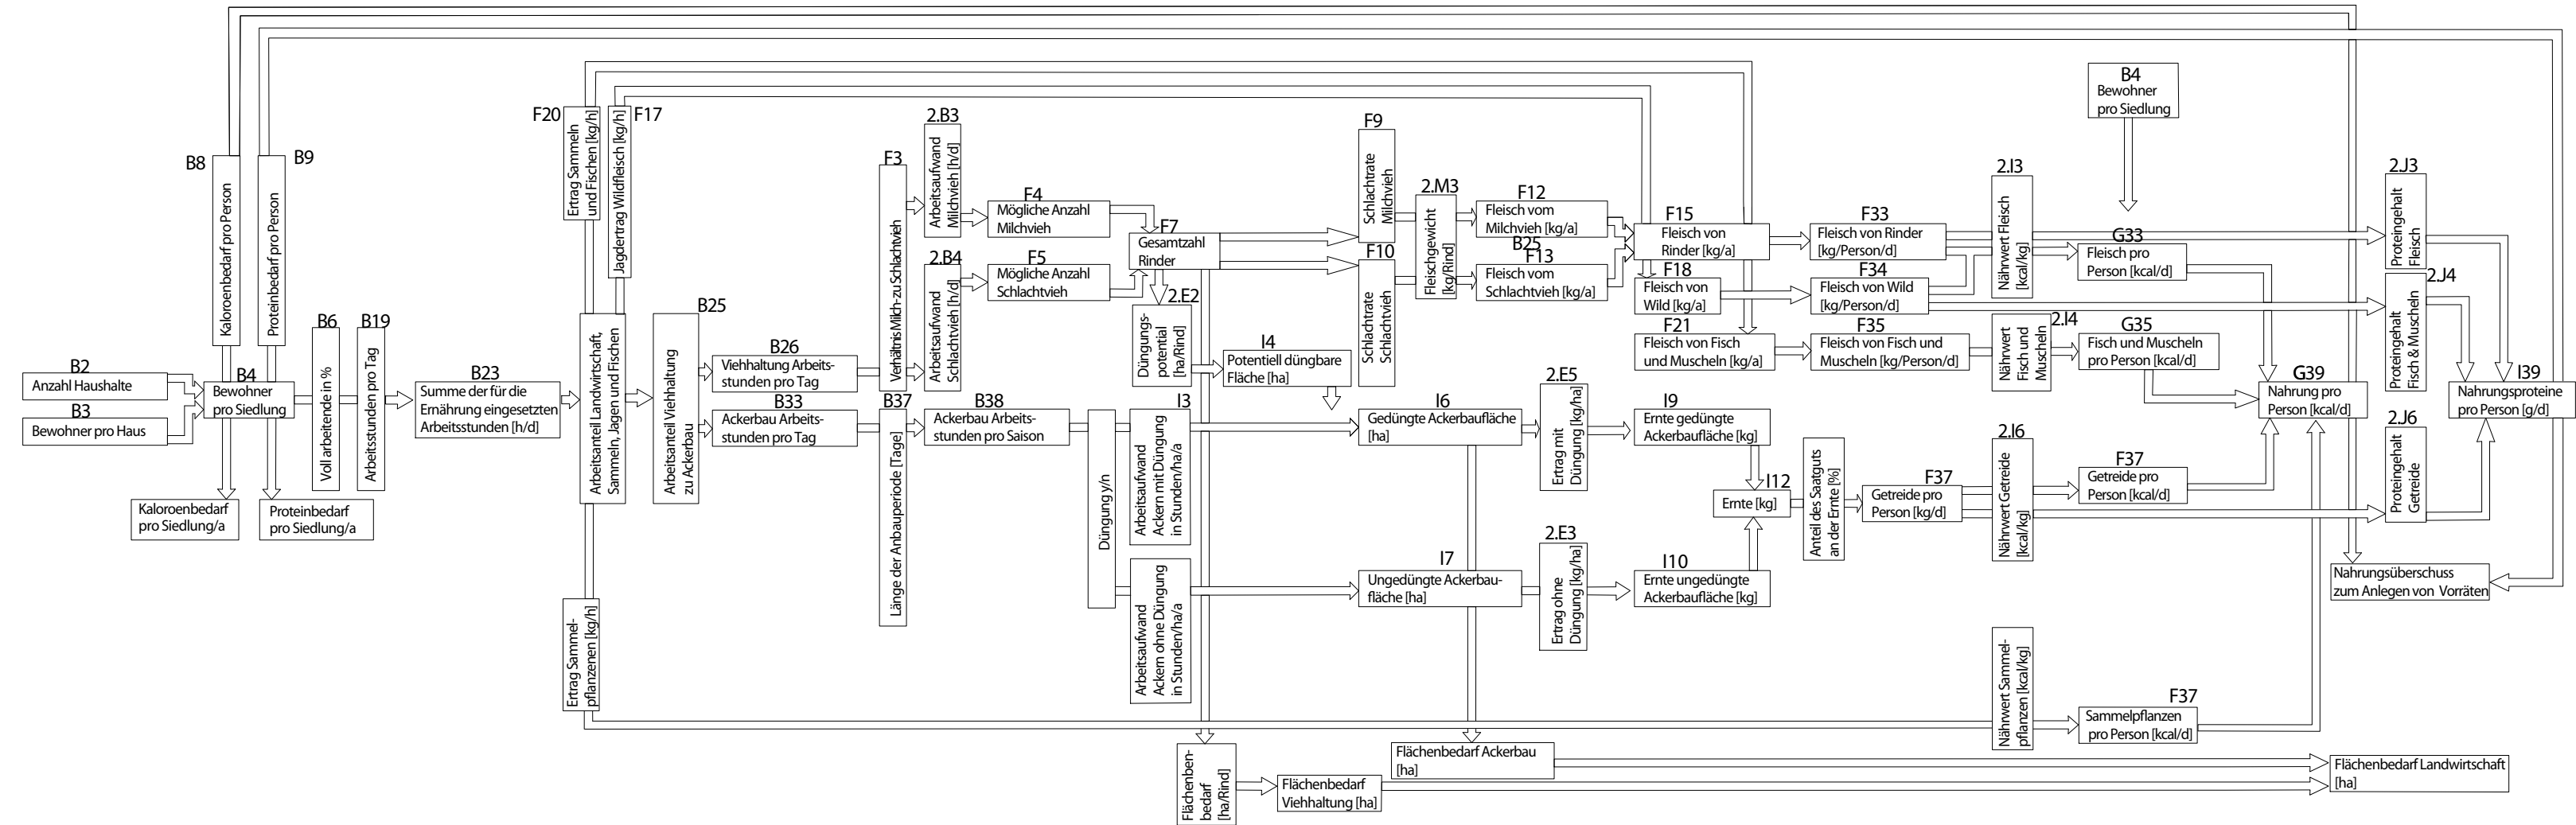 B8
Kaloroenbedarf pro Person
B9
Proteinbedarf pro Person
B2
Anzahl Haushalte
B3
Bewohner pro Haus
B4
Bewohner
pro Siedlung
Kaloroenbedarf
pro Siedlung/a
Proteinbedarf
pro Siedlung/a
B6
Voll arbeitende in %
B19
Arbeitsstunden pro Tag
B23
Summe der für die
Ernährung eingesetzten
Arbeitsstunden [h/d]
F20
Ertrag Sammeln
und Fischen [kg/h]
F17
Jagdertrag Wildfleisch [kg/h]
Arbeitsanteil Landwirtschaft,
Sammeln, Jagen und Fischen
Ertrag Sammel-
pflanzenen [kg/h]
B25
Arbeitsanteil Viehhaltung
zu Ackerbau
B26
Viehhaltung Arbeits-
stunden pro Tag
B33
Ackerbau Arbeits-
stunden pro Tag
F3
Verhältnis Milch- zu Schlachtvieh
B37
Länge der Anbauperiode [Tage]
2.B3
Arbeitsaufwand
Milchvieh [h/d]
2.B4
Arbeitsaufwand
Schlachtvieh [h/d]
B38
Ackerbau Arbeits-
stunden pro Saison
F4
Mögliche Anzahl
Milchvieh
F5
Mögliche Anzahl
Schlachtvieh
F7
Gesamtzahl
Rinder
2.E2
Düngungs-
potential
[ha/Rind]
I4
Potentiell düngbare
Fläche [ha]
Düngung y/n
I3
Arbeitsaufwand
Ackern mit Düngung
in Stunden/ha/a
Arbeitsaufwand
Ackern ohne Düngung
in Stunden/ha/a
Flächenben-
bedarf
[ha/Rind]
Flächenbedarf
Viehhaltung [ha]
F9
Schlachtrate
Milchvieh
F10
Schlachtrate
Schlachtvieh
2.M3
Fleischgewicht
[kg/Rind]
F12
Fleisch vom
Milchvieh [kg/a]
B25
F13
Fleisch vom
Schlachtvieh [kg/a]
I6
Gedüngte Ackerbaufläche
[ha]
I7
Ungedüngte Ackerbau-
fläche [ha]
Flächenbedarf Ackerbau
[ha]
2.E5
Ertrag mit
Düngung [kg/ha]
2.E3
Ertrag ohne
Düngung [kg/ha]
F15
Fleisch von
Rinder [kg/a]
F18
Fleisch von
Wild [kg/a]
F21
Fleisch von Fisch
und Muscheln [kg/a]
I9
Ernte gedüngte
Ackerbaufläche [kg]
I12
Ernte [kg]
I10
Ernte ungedüngte
Ackerbaufläche [kg]
Anteil des Saatguts
an der Ernte [%]
F33
Fleisch von Rinder
[kg/Person/d]
F34
Fleisch von Wild
[kg/Person/d]
F35
Fleisch von Fisch und
Muscheln [kg/Person/d]
F37
Getreide pro
Person [kg/d]
2.I3
Nährwert Fleisch
[kcal/kg]
2.I4
Nährwert
Fisch und
Muscheln
2.I6
Nährwert Getreide
[kcal/kg]
Nährwert Sammel-
pflanzen [kcal/kg]
B4
Bewohner
pro Siedlung
G33
Fleisch pro
Person [kcal/d]
G35
Fisch und Muscheln
pro Person [kcal/d]
F37
Getreide pro
Person [kcal/d]
F37
Sammelpflanzen
pro Person [kcal/d]
G39
Nahrung pro
Person [kcal/d]
2.J3
Proteingehalt
Fleisch
2.J4
Proteingehalt
Fisch & Muscheln
2.J6
Proteingehalt
Getreide
I39
Nahrungsproteine
pro Person [g/d]
Nahrungsüberschuss
zum Anlegen von Vorräten
Flächenbedarf Landwirtschaft
[ha]